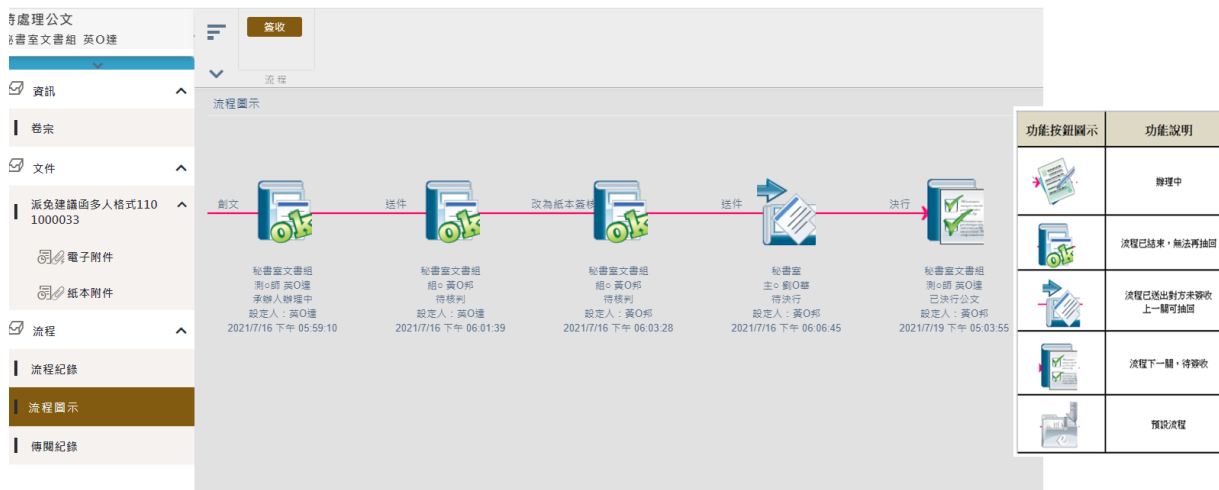 待處理公文
秘書室文書組 英O達
資訊
卷宗
文件
派免建議函多人格式110
1000033
電子附件
紙本附件
流程
流程紀錄
流程圖示
傳閱紀錄
簽收
流程
流程圖示
創文
送件
改為紙本簽核
送件
決行
秘書室文書組
測○師 英O達
承辦人辦理中
設定人：英O達
2021/7/16 下午 05:59:10
秘書室文書組
組○ 黃O邦
待核判
設定人：英O達
2021/7/16 下午 06:01:39
秘書室文書組
組○ 黃O邦
待核判
設定人：黃O邦
2021/7/16 下午 06:03:28
秘書室
主○ 劉O華
待決行
設定人：黃O邦
2021/7/16 下午 06:06:45
秘書室文書組
測○師 英O達
已決行公文
設定人：黃O邦
2021/7/19 下午 05:03:55
功能按鈕圖示
功能說明
辦理中
流程已結束，無法再抽回
流程已送出對方未簽收
上一關可抽回
流程下一關，待簽收
預設流程
ok
ok
ok